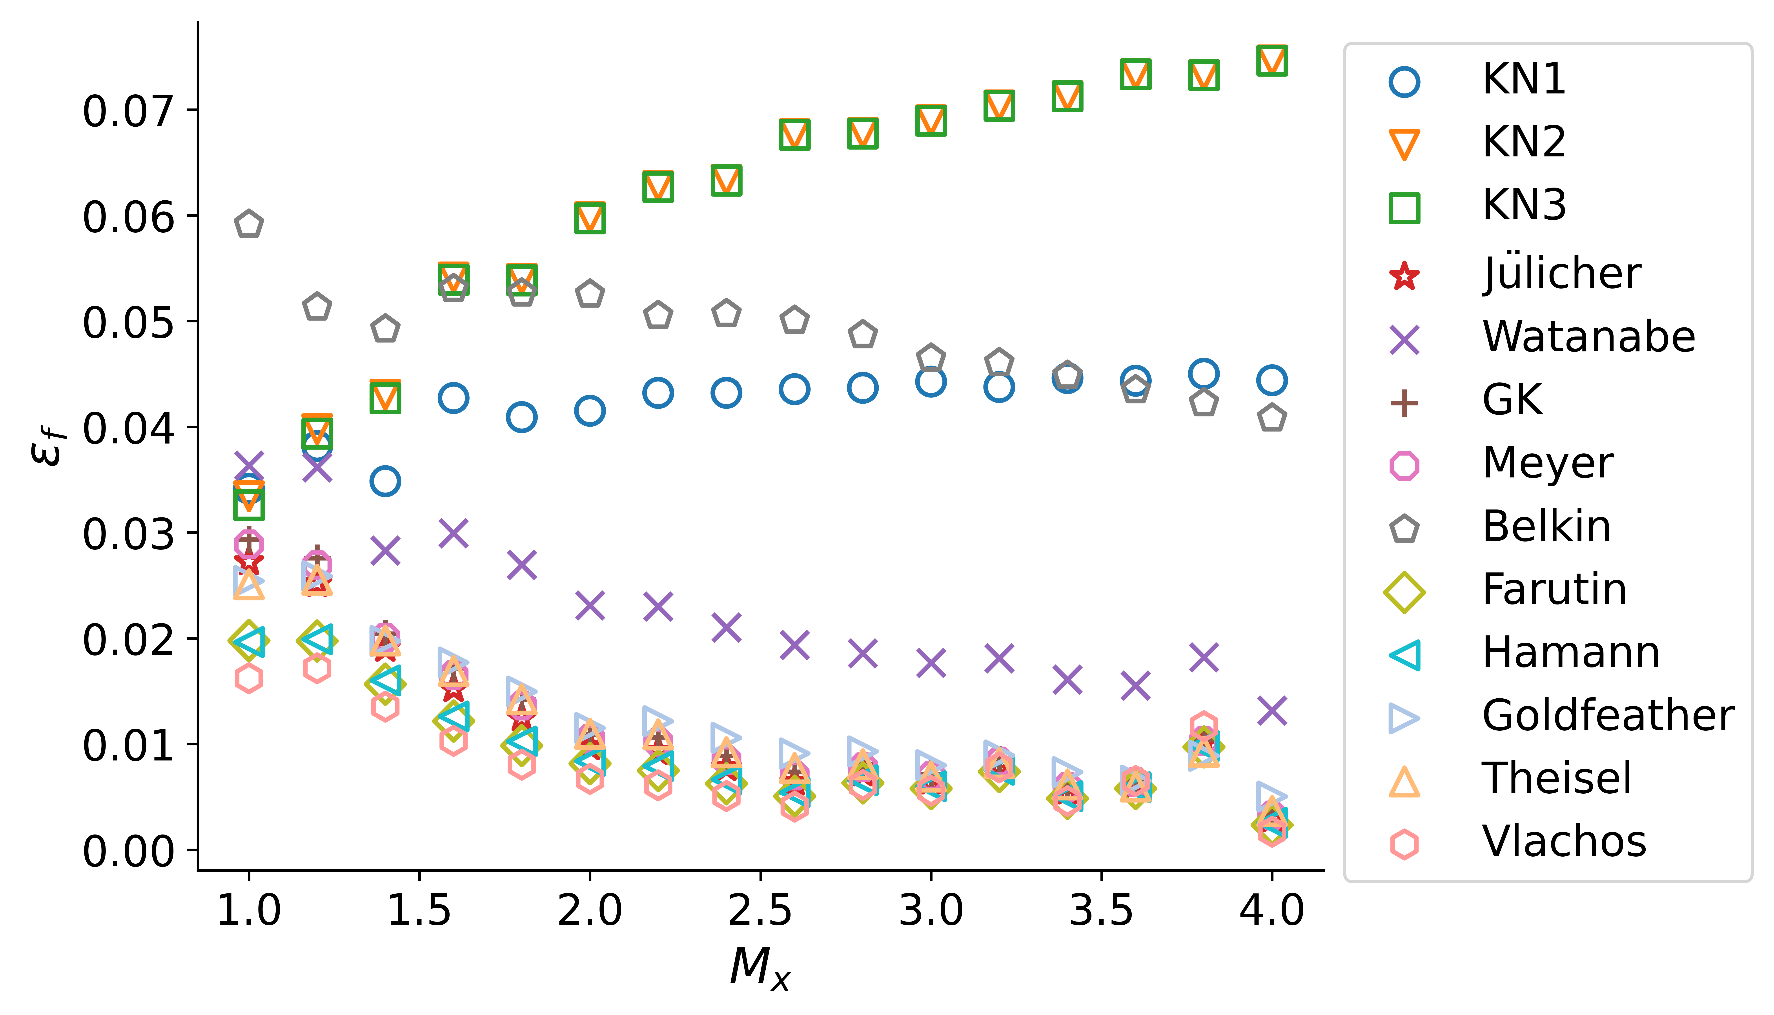 0.07
0.06
0.05
0.04
0.03
0.02
0.01
0.00
ε_f
1.0 1.5 2.0 2.5 3.0 3.5 4.0
M_x
KN1
KN2
KN3
Jülicher
Watanabe
GK
Meyer
Belkin
Farutin
Hamann
Goldfeather
Theisel
Vlachos